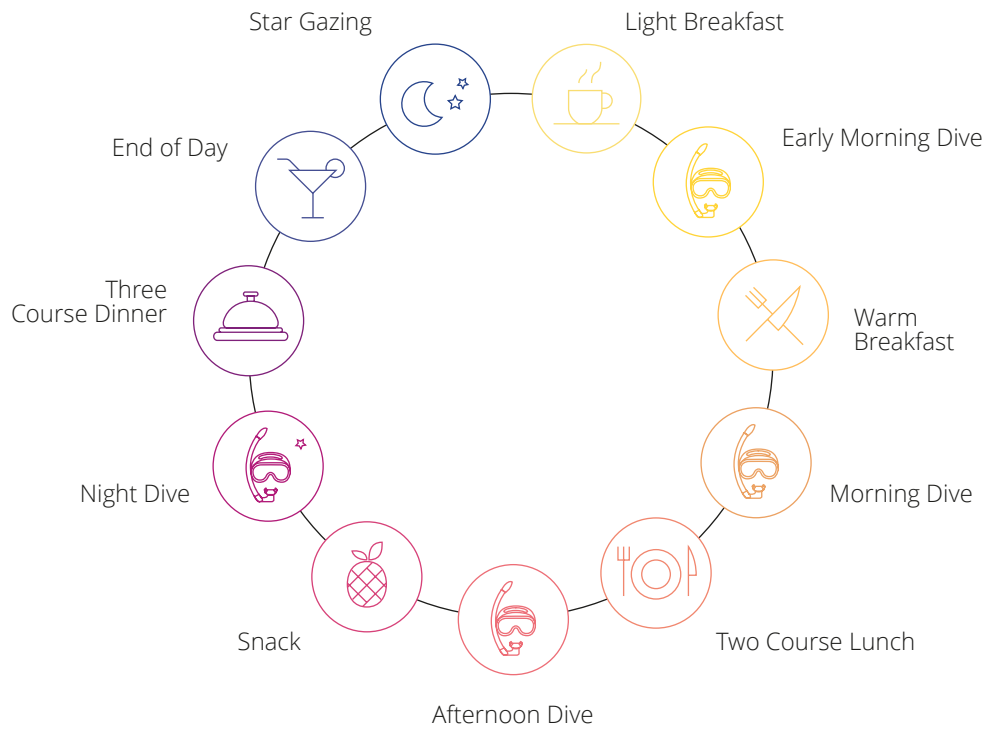 Star Gazing
Light Breakfast
Early Morning Dive
End of Day
Three
Course Dinner
Warm
Breakfast
Night Dive
Morning Dive
Snack
Two Course Lunch
Afternoon Dive